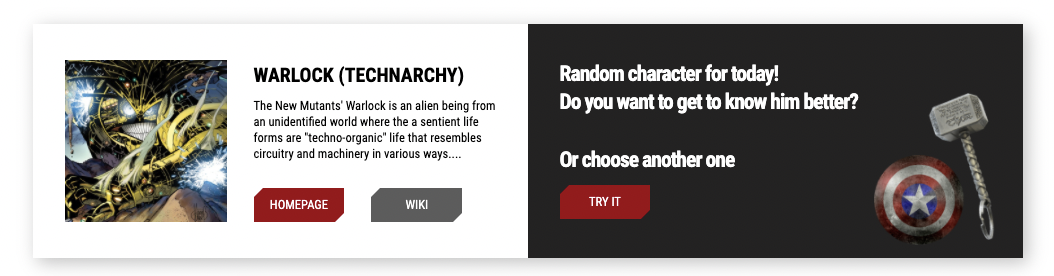 WARLOCK (TECHNARCHY)
The New Mutants' Warlock is an alien being from
an unidentified world where the a sentient life
forms are "techno-organic" life that resembles
circuitry and machinery in various ways....
HOMEPAGE
WIKI
Random character for today!
Do you want to get to know him better?
Or choose another one
TRY IT